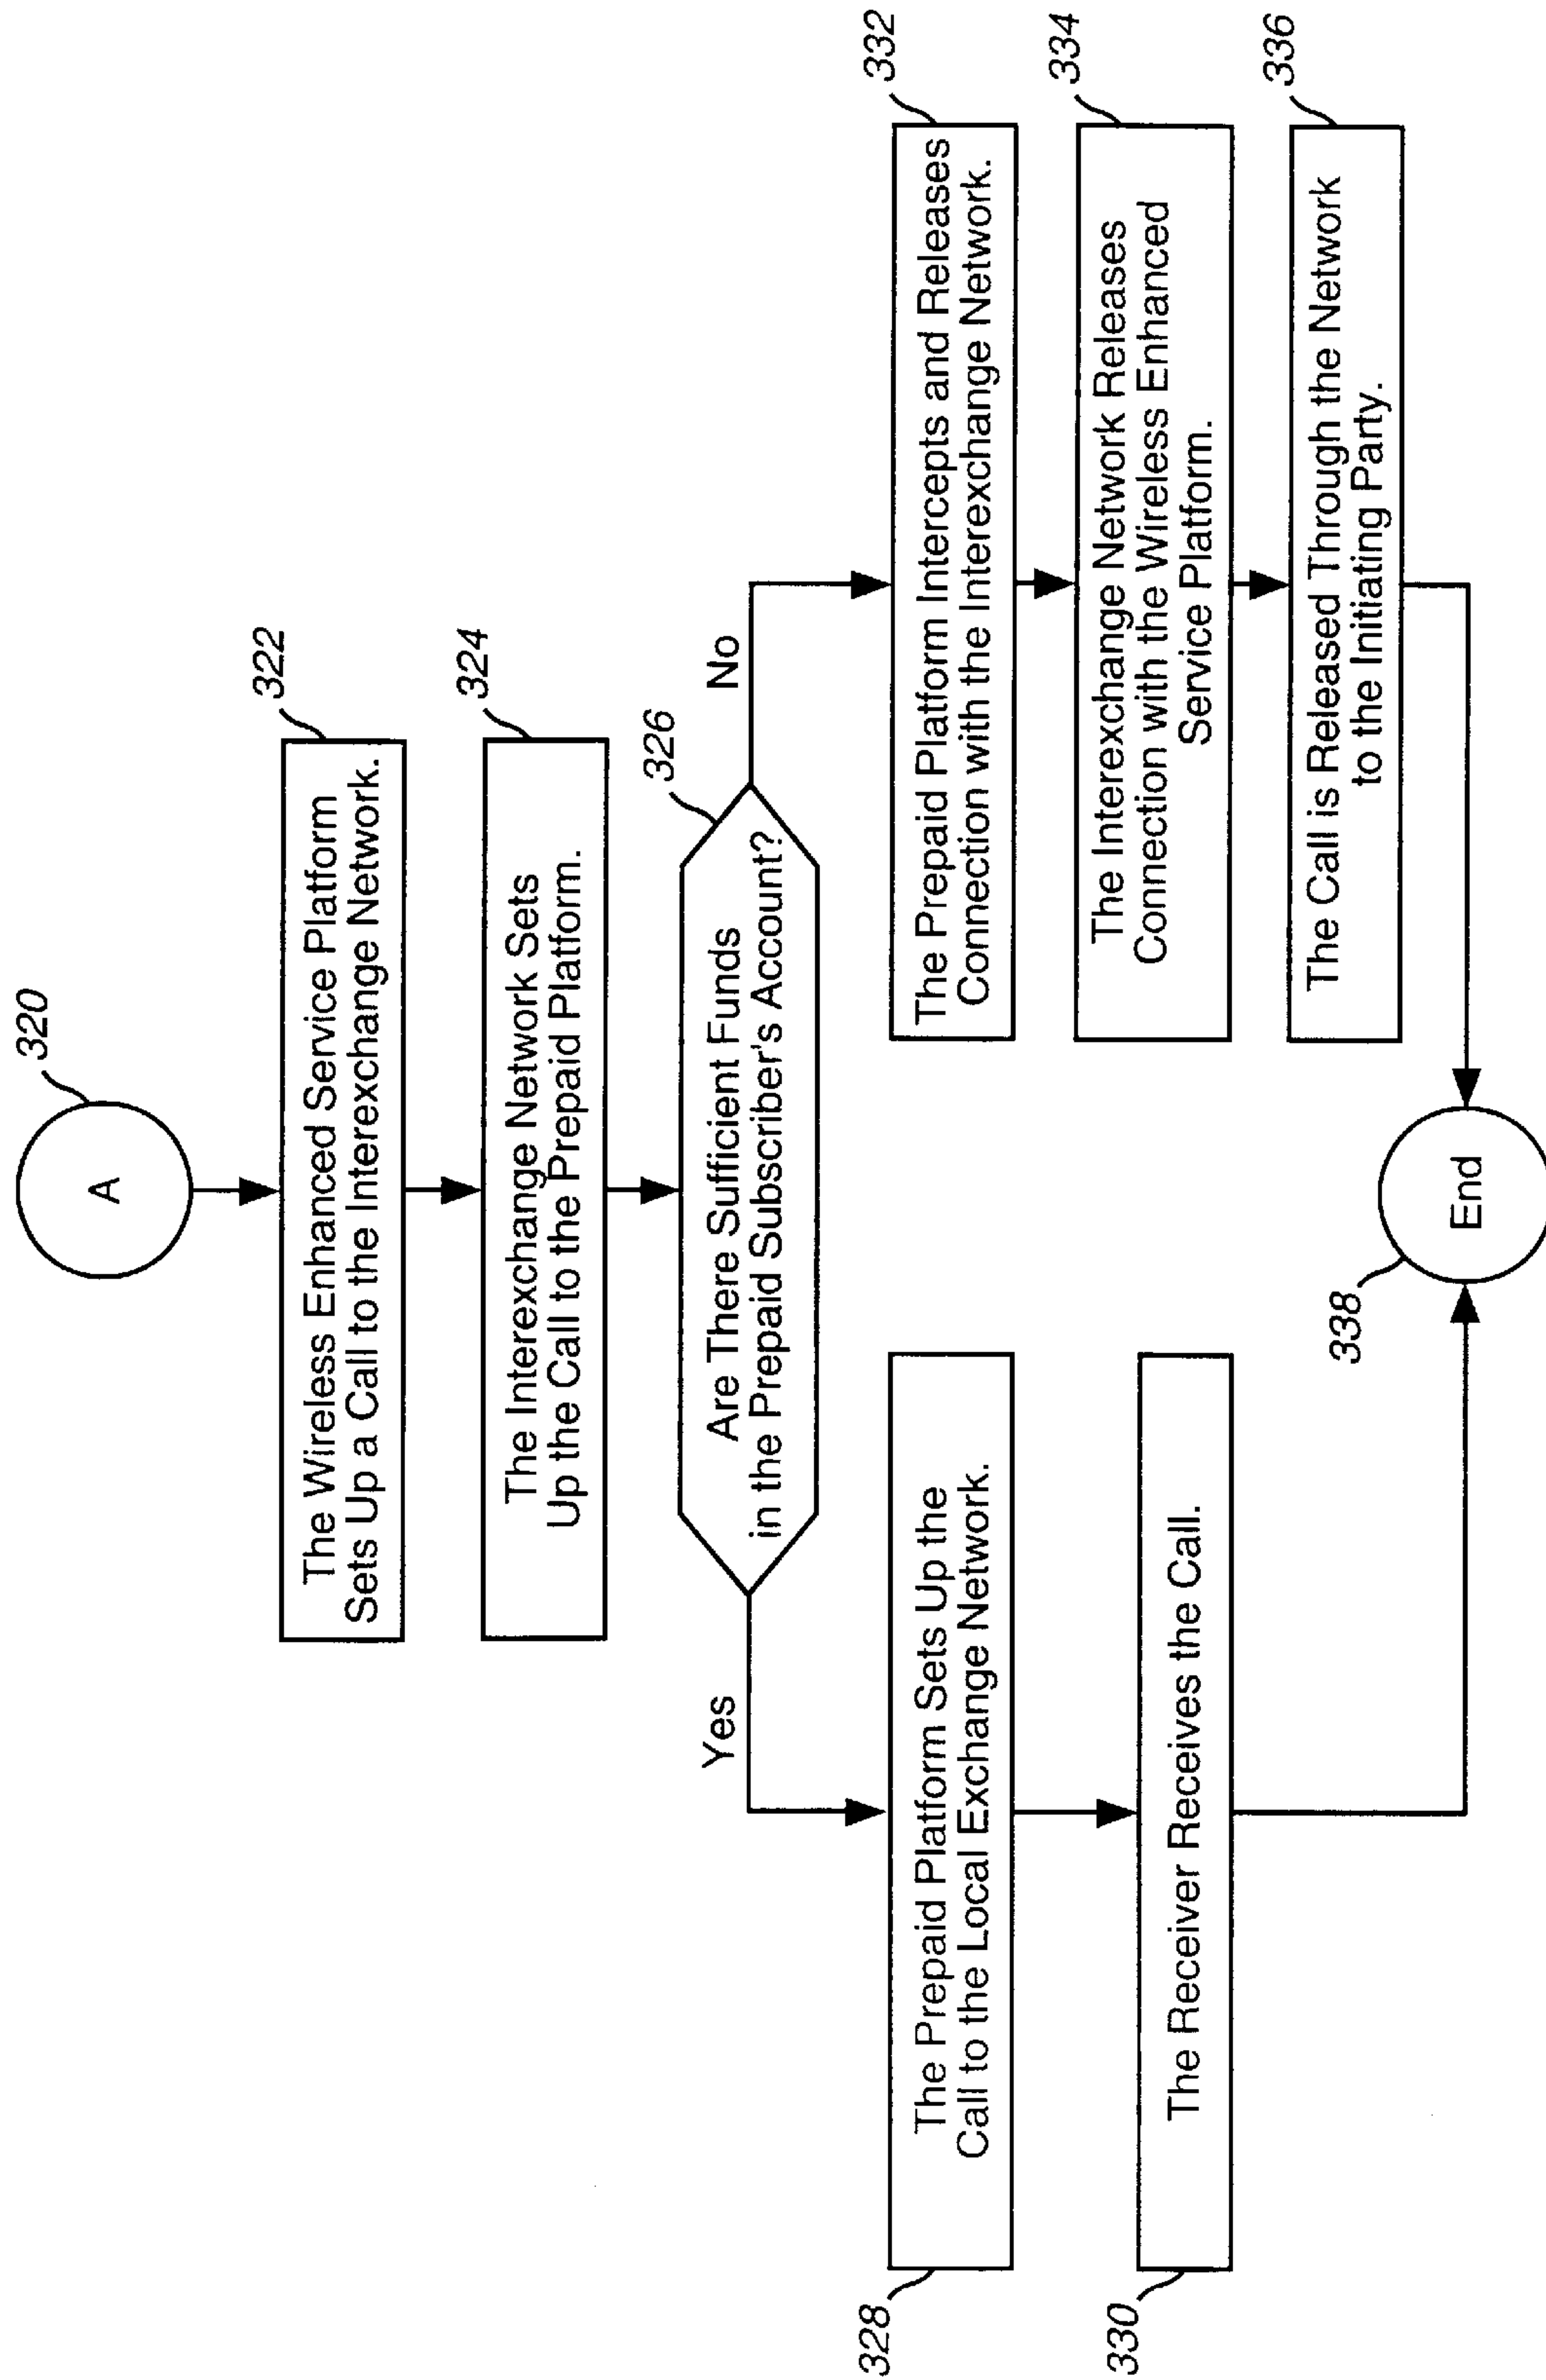 320
A
322
The Wireless Enhanced Service Platform
Sets Up a Call to the Interexchange Network.
324
The Interexchange Network Sets
Up the Call to the Prepaid Platform.
326
Are There Sufficient Funds
in the Prepaid Subscriber's Account?
Yes
No
328
The Prepaid Platform Sets Up the
Call to the Local Exchange Network.
330
The Receiver Receives the Call.
332
The Prepaid Platform Intercepts and Releases
Connection with the Interexchange Network.
334
The Interexchange Network Releases
Connection with the Wireless Enhanced
Service Platform.
336
The Call is Released Through the Network
to the Initiating Party.
338
End